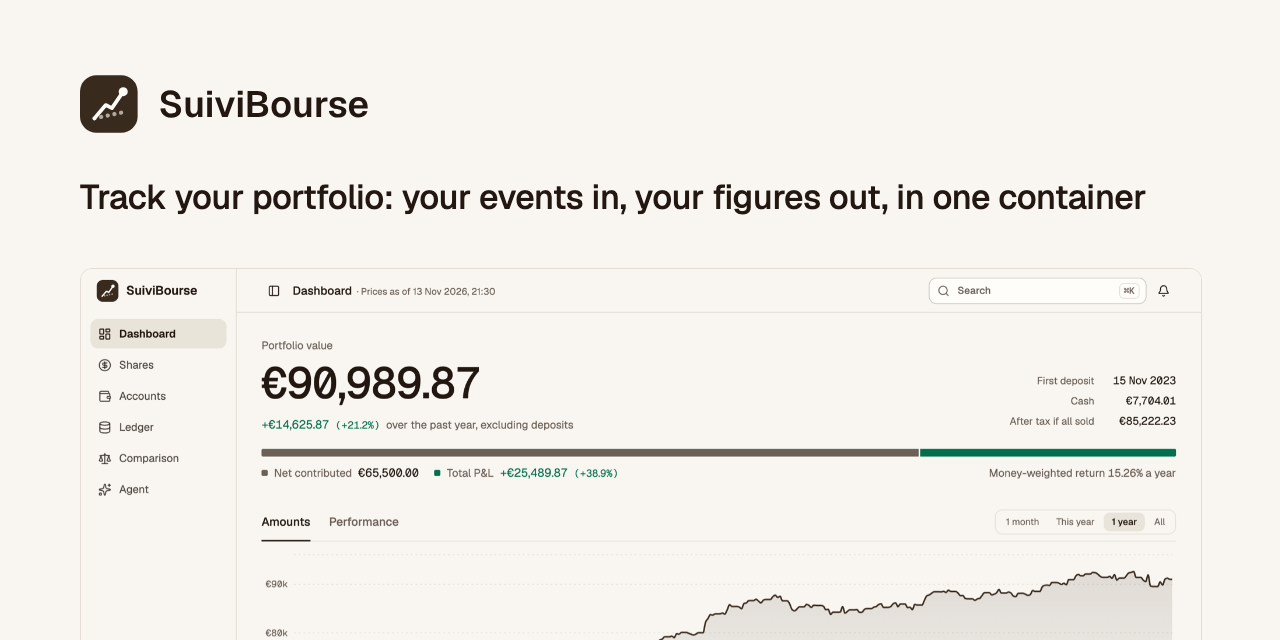 SuiviBourse
Track your portfolio: your events in, your figures out, in one container
SuiviBourse
Dashboard · Prices as of 13 Nov 2026, 21:30
Search ⌘K
Dashboard
Shares
Accounts
Ledger
Comparison
Agent
Portfolio value
€90,989.87
+€14,625.87 (+21.2%) over the past year, excluding deposits
First deposit 15 Nov 2023
Cash €7,704.01
After tax if all sold €85,222.23
Net contributed €65,500.00 Total P&L +€25,489.87 (+38.9%)
Money-weighted return 15.26% a year
Amounts Performance
1 month This year 1 year All
€90k
€80k